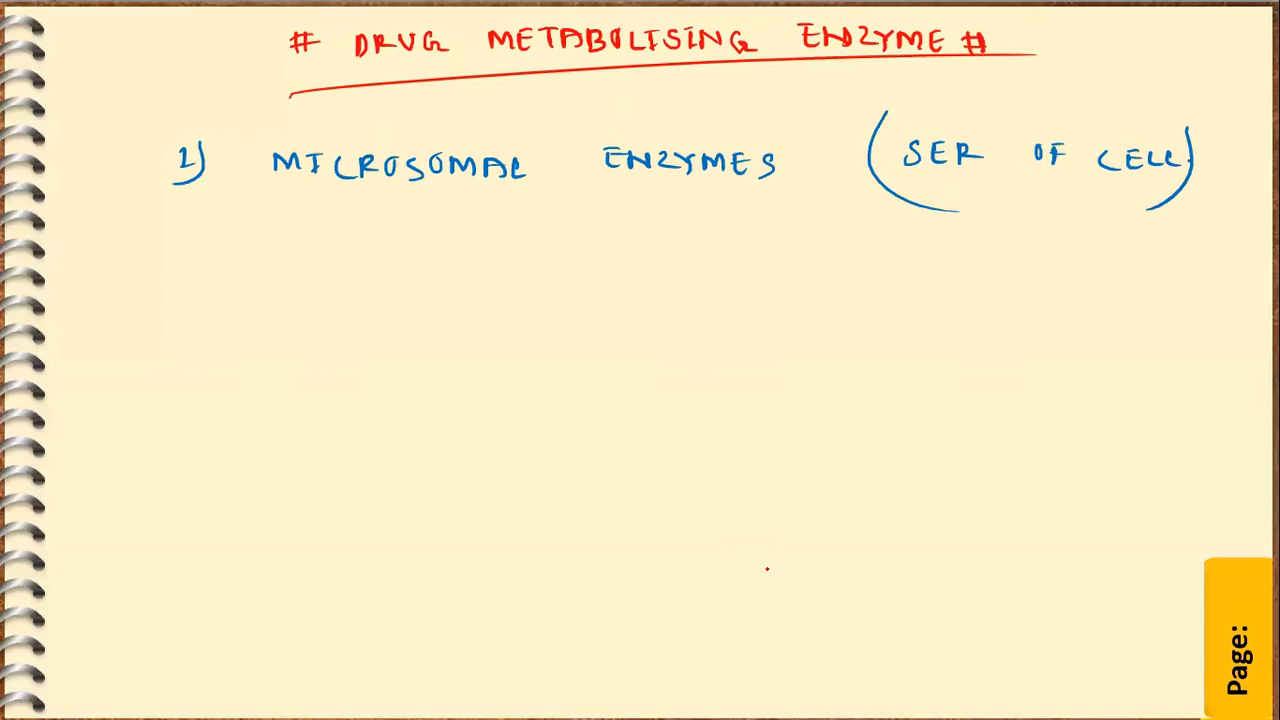 # DRUG METABOLISING ENZYME #
1) MICROSOMAL ENZYMES (SER OF CELL)
Page: